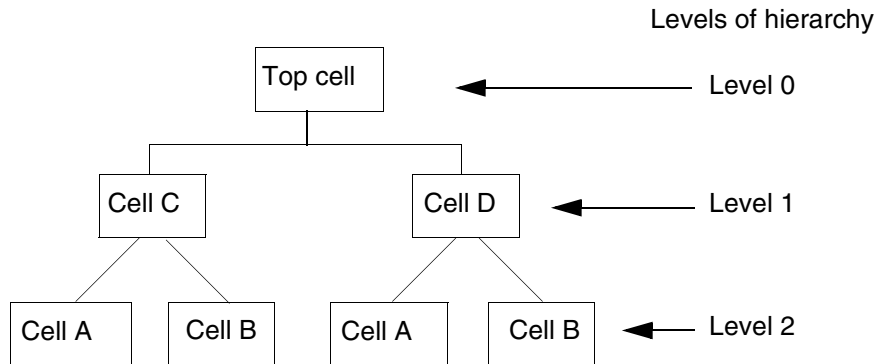 Levels of hierarchy
Top cell
Level 0
Cell C
Cell D
Level 1
Cell A
Cell B
Cell A
Cell B
Level 2